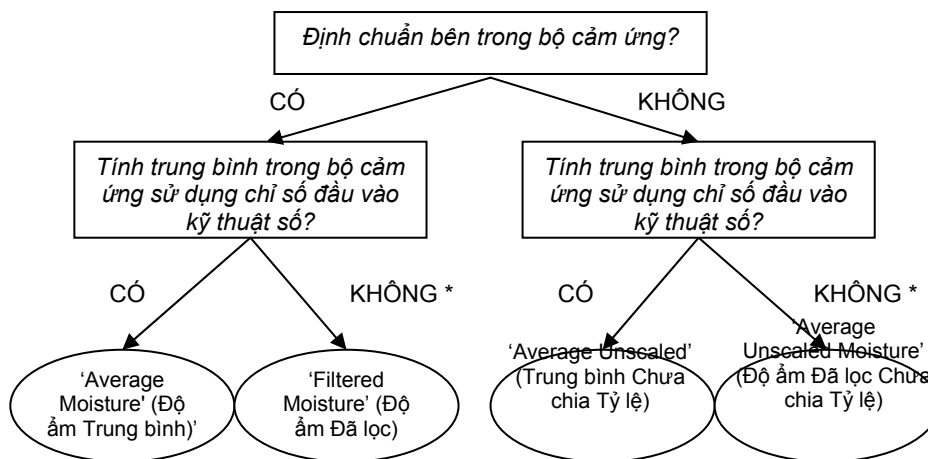 Định chuẩn bên trong bộ cảm ứng?
CÓ
KHÔNG
Tính trung bình trong bộ cảm
ứng sử dụng chỉ số đầu vào
kỹ thuật số?
Tính trung bình trong bộ cảm
ứng sử dụng chỉ số đầu vào
kỹ thuật số?
CÓ
KHÔNG *
CÓ
KHÔNG *
‘Average
Moisture' (Độ
ẩm Trung bình)’
‘Filtered
Moisture’ (Độ
ẩm Đã lọc)
‘Average Unscaled’
(Trung bình Chưa
chia Tỷ lệ)
‘Average
Unscaled Moisture’
(Độ ẩm Đã lọc Chưa
chia Tỷ lệ)